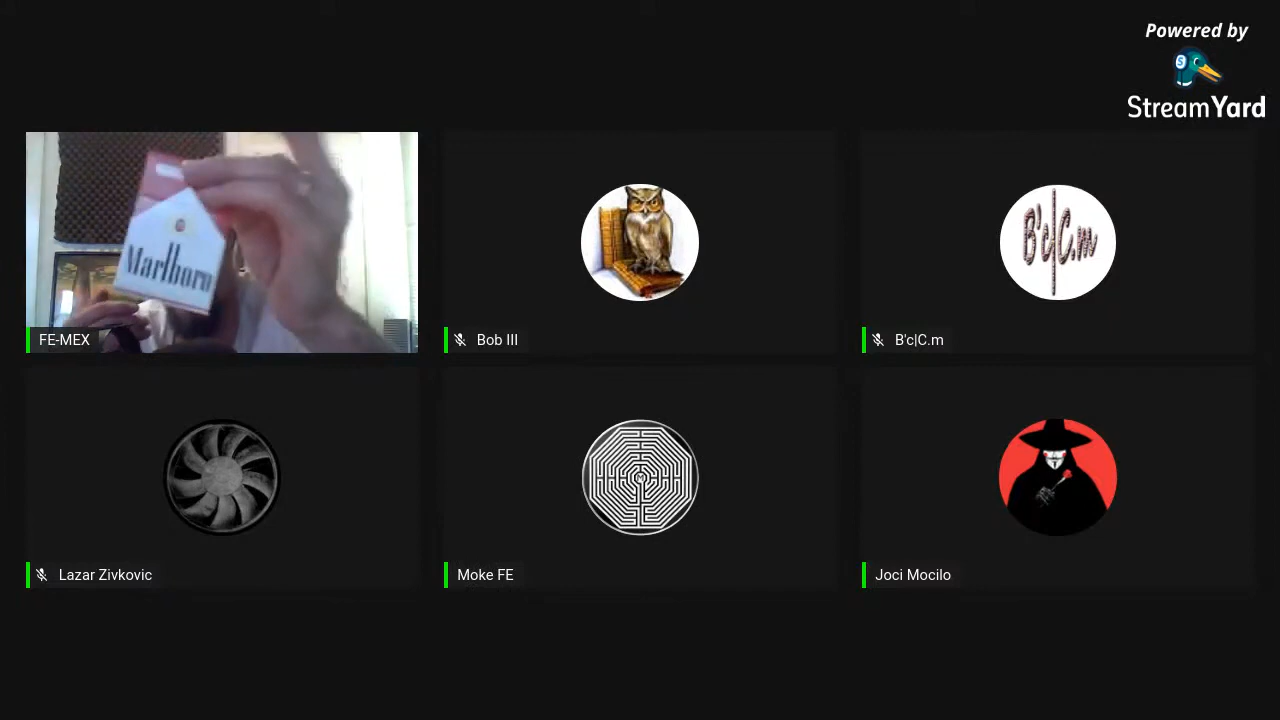 Powered by
StreamYard
Marlboro
FE-MEX
Bob III
B'c|C.m
B'c|C.m
Lazar Zivkovic
Moke FE
Joci Mocilo